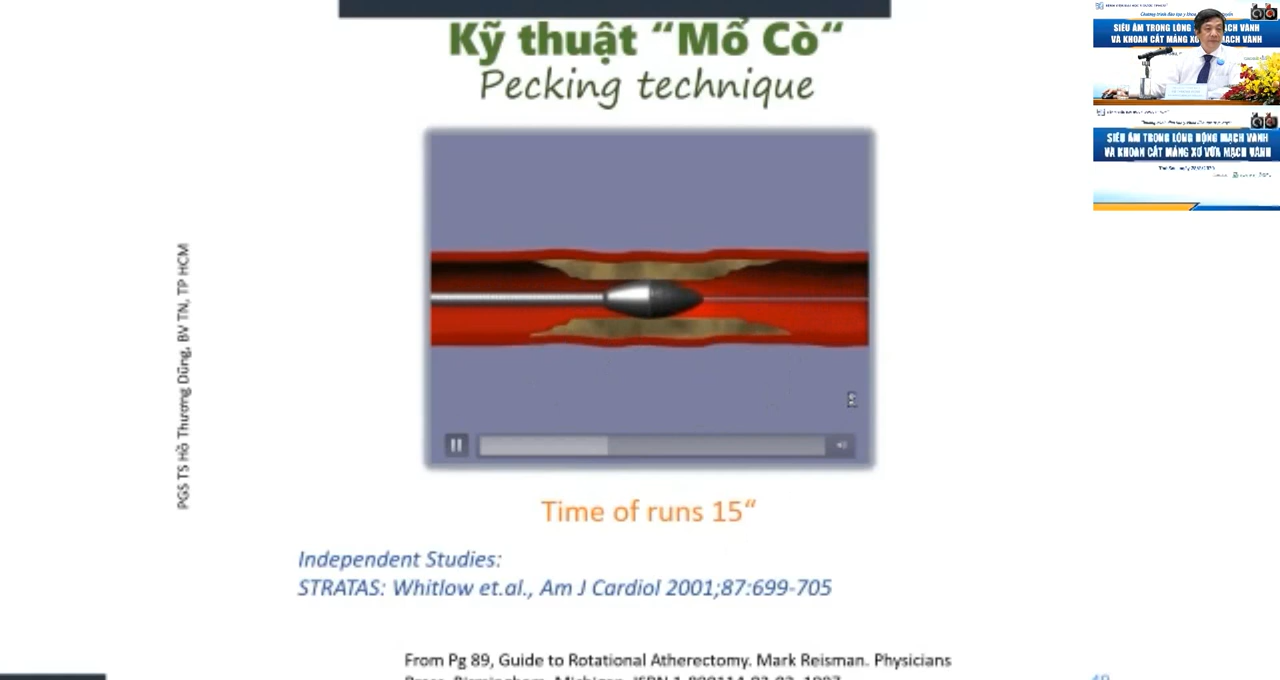 Kỹ thuật “Mổ Cò“
Pecking technique
PGS TS Hồ Thượng Dũng, BV TN, TP HCM
Time of runs 15“
Independent Studies:
STRATAS: Whitlow et.al., Am J Cardiol 2001;87:699-705
From Pg 89, Guide to Rotational Atherectomy. Mark Reisman. Physicians
SIÊU ÂM TRONG LÒNG ĐỘNG MẠCH VÀNH
VÀ KHOAN CẮT MẢNG XƠ VỮA MẠCH VÀNH